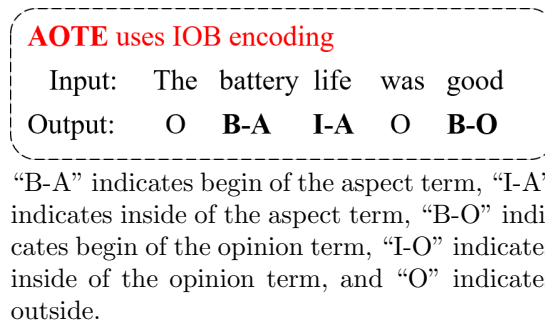 AOTE uses IOB encoding
Input: The battery life was good
Output: O B-A I-A O B-O
“B-A” indicates begin of the aspect term, “I-A”
indicates inside of the aspect term, “B-O” indi
cates begin of the opinion term, “I-O” indicate
inside of the opinion term, and “O” indicate
outside.